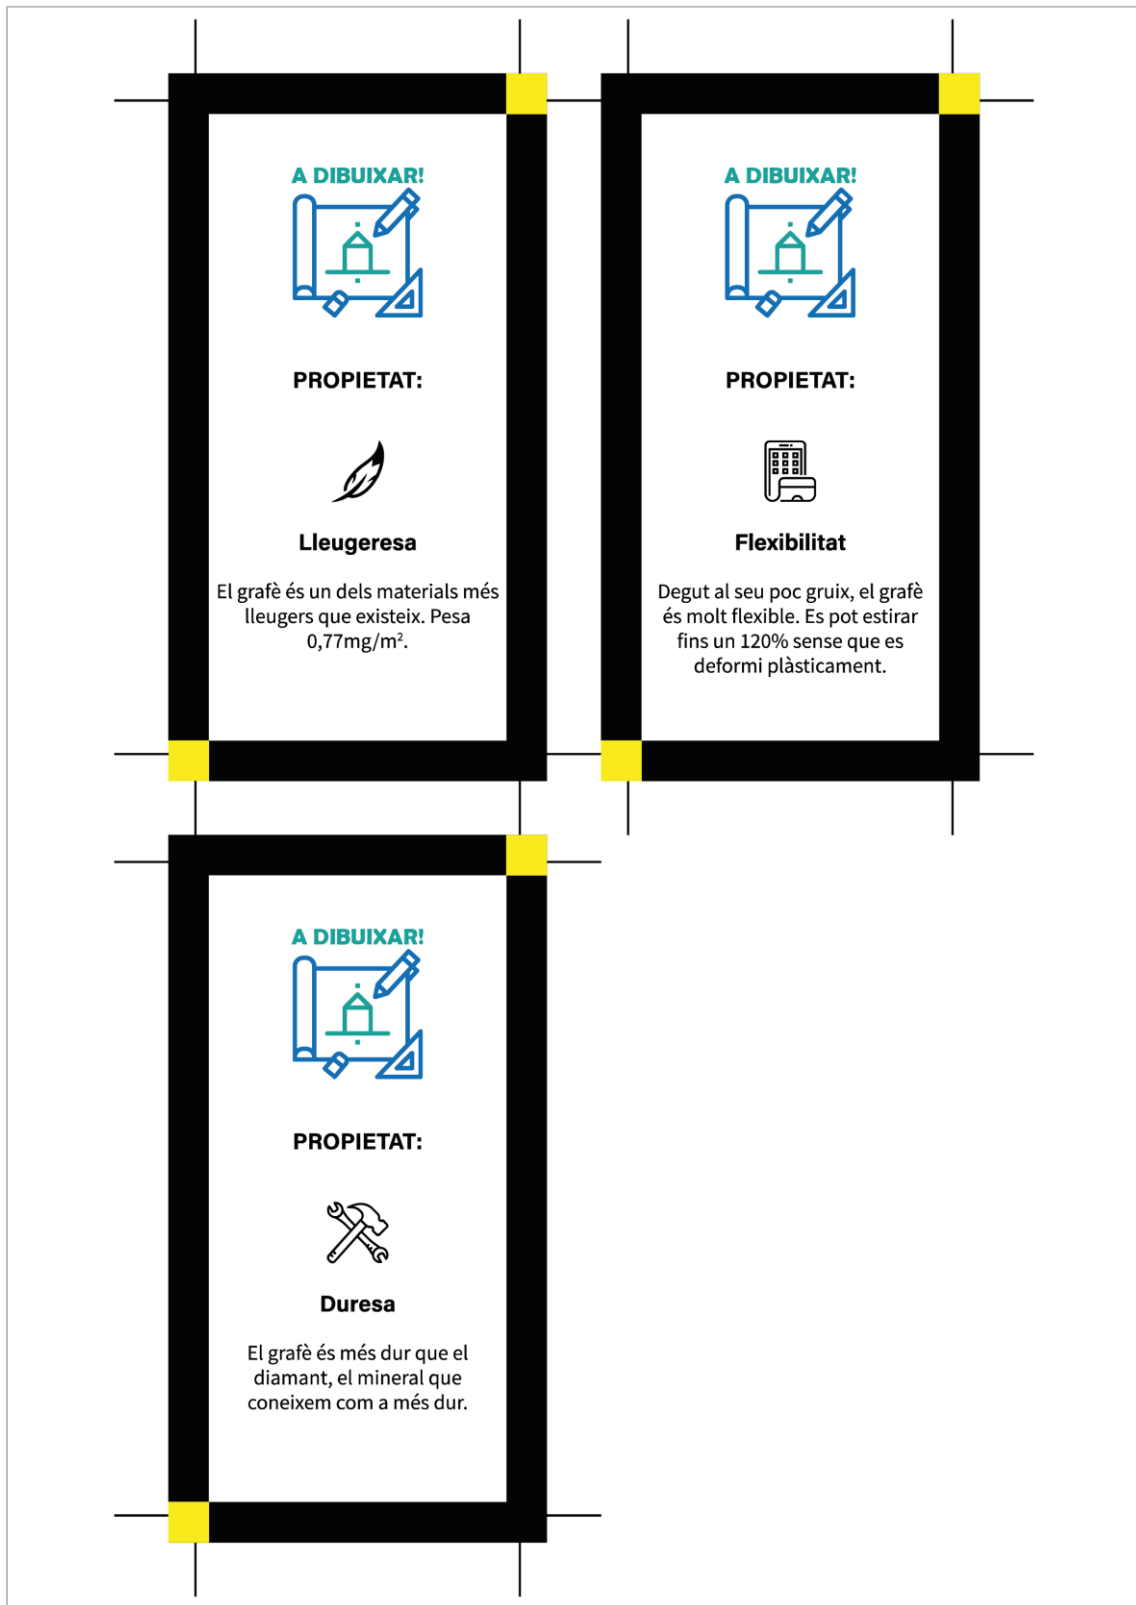 A DIBUIXAR!
PROPIETAT:
Lleugeresa
El grafè és un dels materials més
lleugers que existeix. Pesa
0,77mg/m².
A DIBUIXAR!
PROPIETAT:
Flexibilitat
Degut al seu poc gruix, el grafè
és molt flexible. Es pot estirar
fins un 120% sense que es
deformi plàsticament.
A DIBUIXAR!
PROPIETAT:
Duresa
El grafè és més dur que el
diamant, el mineral que
coneixem com a més dur.